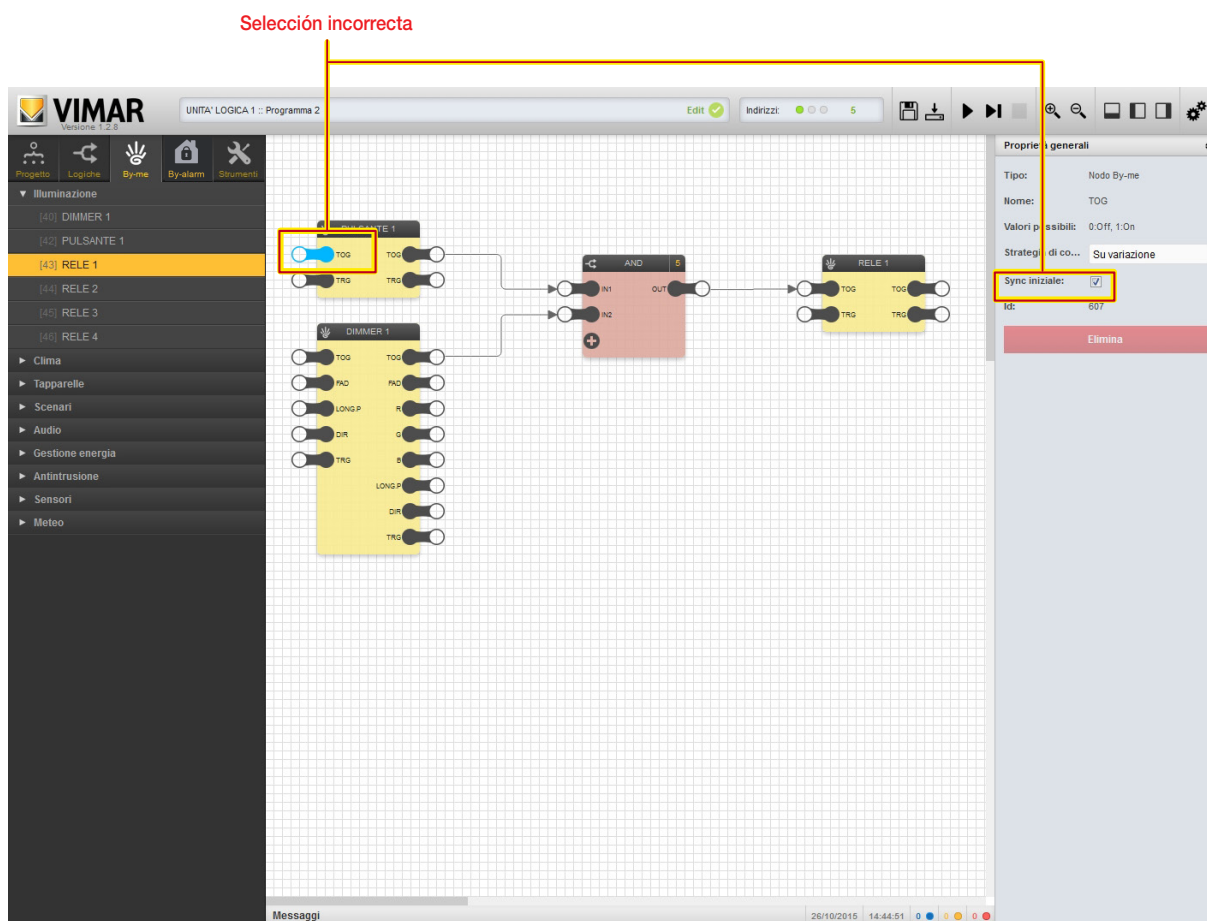 Selección incorrecta
VIMAR
Versione 1.2.8
UNITA' LOGICA 1 :: Programma 2
Edit
Indirizzi:
5
Progetto
Logiche
By-me
By-alarm
Strumenti
Illuminazione
[40] DIMMER 1
[42] PULSANTE 1
[43] RELE 1
[44] RELE 2
[45] RELE 3
[46] RELE 4
Clima
Tapparelle
Scenari
Audio
Gestione energia
Antintrusione
Sensori
Meteo
PULSANTE 1
TOG TOG
TRG TRG
DIMMER 1
TOG TOG
FAD FAD
LONG.P R
DIR G
TRG B
LONG.P
DIR
TRG
AND 5
IN1 OUT
IN2
RELE 1
TOG TOG
TRG TRG
Proprietà generali
Tipo: Nodo By-me
Nome: TOG
Valori possibili: 0:Off, 1:On
Strategia di co... Su variazione
Sync iniziale:
Id: 607
Elimina
Messaggi
26/10/2015 14:44:51 0 0 0